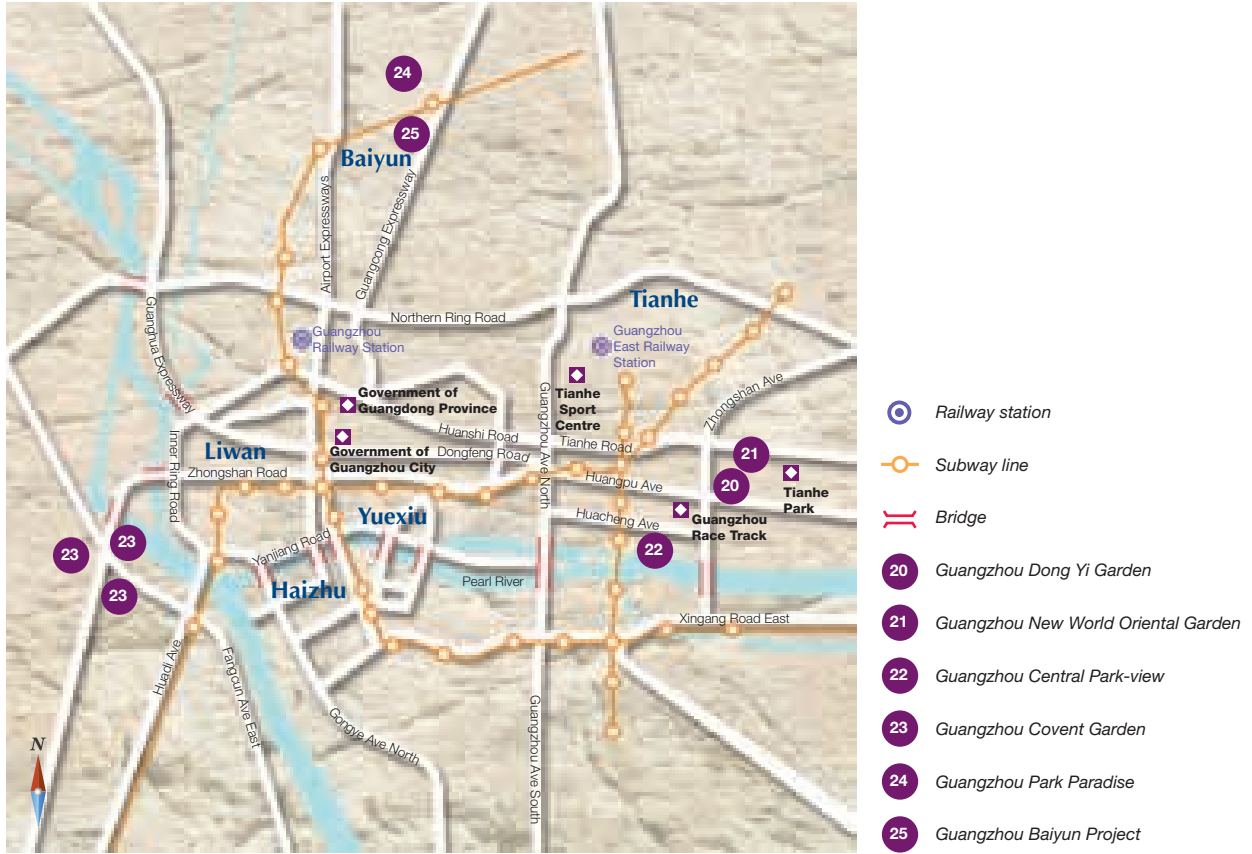 24
25
Baiyun
Airport Expressways
Guangcong Expressway
Guanghua Expressway
Northern Ring Road
Tianhe
Guangzhou
Railway Station
Guangzhou
East Railway
Station
Government of
Guangdong Province
Tianhe
Sport
Centre
Guangzhou Ave North
Zhongshan Ave
Huanshi Road
Tianhe Road
Government of
Guangzhou City
Dongfeng Road
Inner Ring Road
Liwan
Zhongshan Road
Huangpu Ave
21
20
Tianhe
Park
Yuexiu
Huacheng Ave
Guangzhou
Race Track
23
23
23
Yanjiang Road
22
Haizhu
Pearl River
Xingang Road East
Huadi Ave
Fangcun Ave East
Gongye Ave North
Guangzhou Ave South
N
Railway station
Subway line
Bridge
20
Guangzhou Dong Yi Garden
21
Guangzhou New World Oriental Garden
22
Guangzhou Central Park-view
23
Guangzhou Covent Garden
24
Guangzhou Park Paradise
25
Guangzhou Baiyun Project